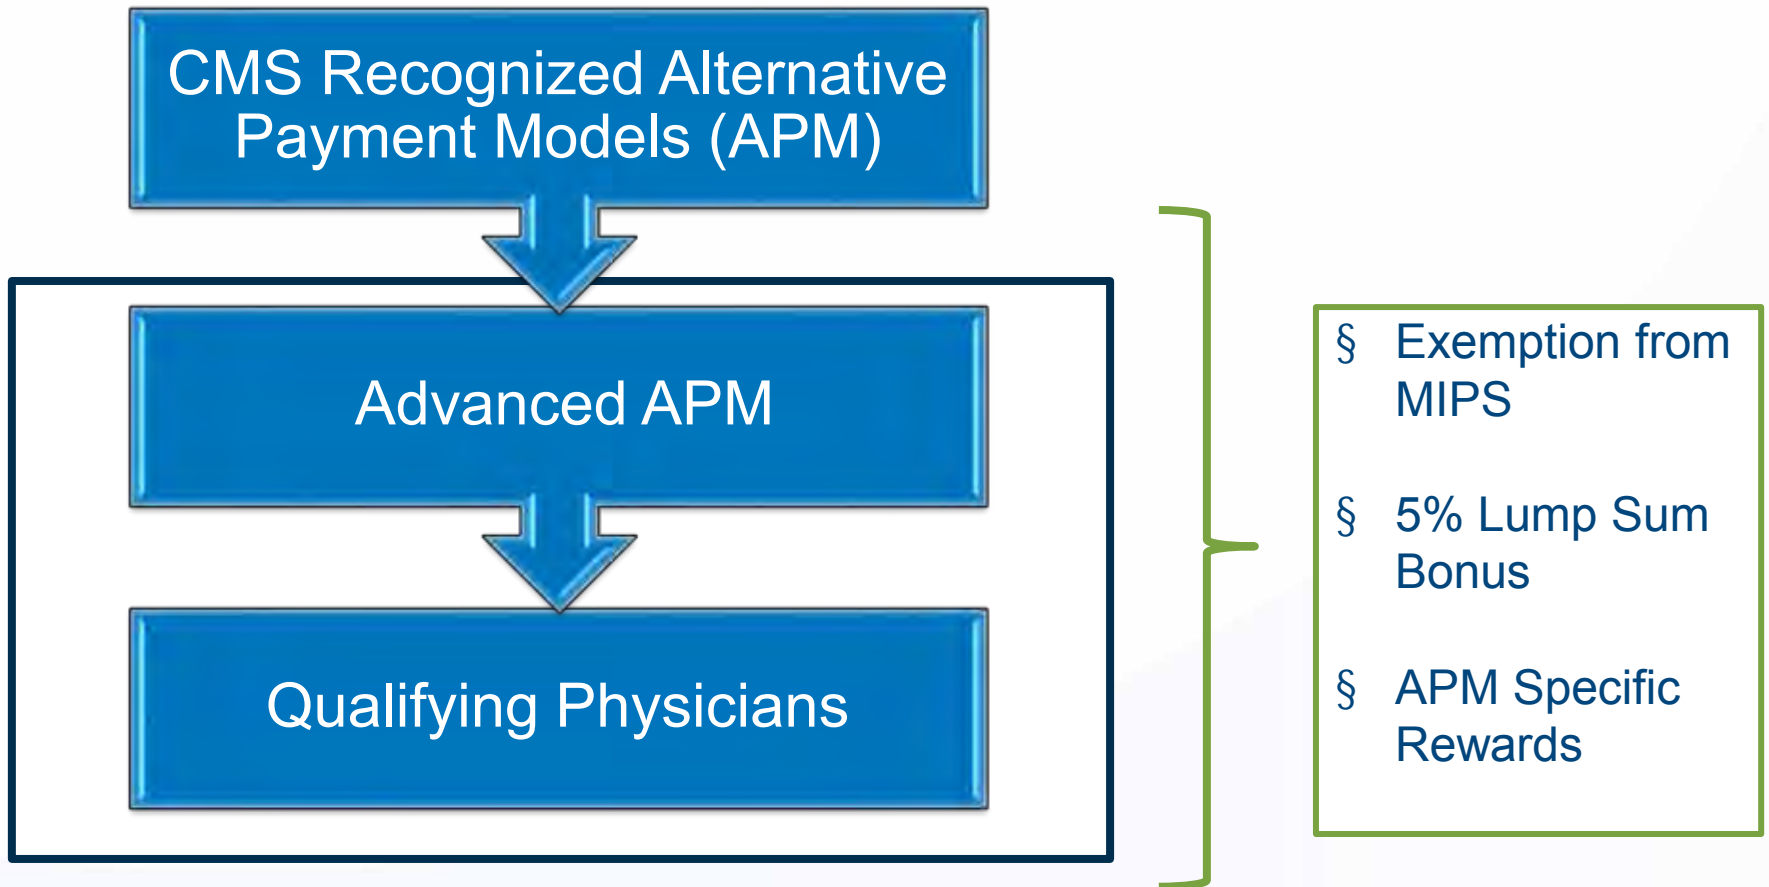 CMS Recognized Alternative
Payment Models (APM)
Advanced APM
Qualifying Physicians
§ Exemption from
MIPS
§ 5% Lump Sum
Bonus
§ APM Specific
Rewards